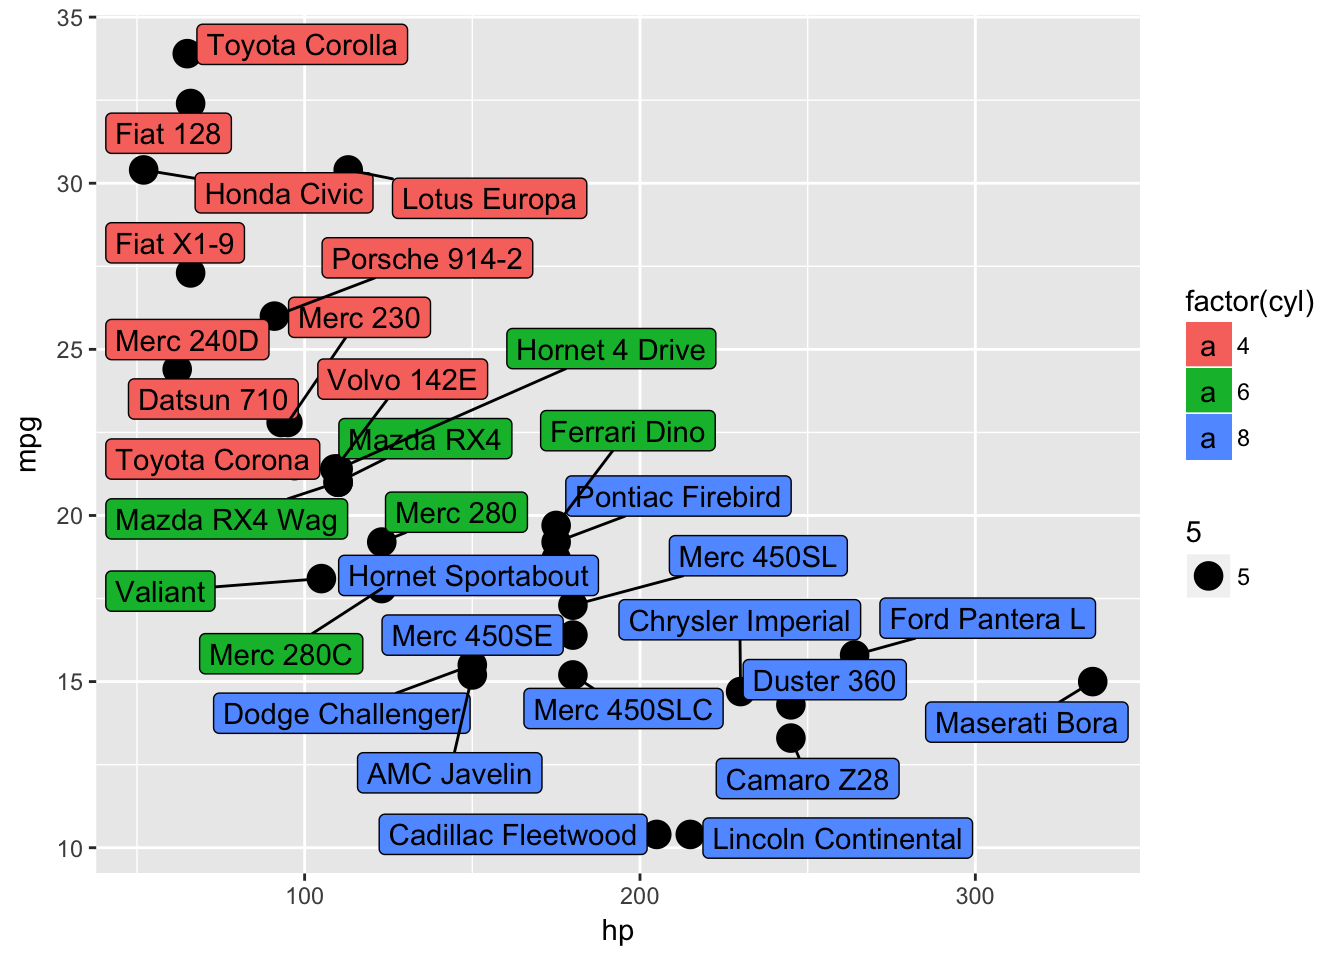 35
Toyota Corolla
Fiat 128
30
Honda Civic
Lotus Europa
Fiat X1-9
Porsche 914-2
Merc 230
Merc 240D
25
Hornet 4 Drive
Volvo 142E
Datsun 710
Ferrari Dino
Mazda RX4
Toyota Corona
Pontiac Firebird
20
Mazda RX4 Wag
Merc 280
Merc 450SL
Hornet Sportabout
Valiant
Chrysler Imperial
Ford Pantera L
Merc 450SE
Merc 280C
15
Duster 360
Merc 450SLC
Dodge Challenger
Maserati Bora
AMC Javelin
Camaro Z28
10
Cadillac Fleetwood
Lincoln Continental
100
200
300
hp
mpg
factor(cyl)
a 4
a 6
a 8
5
5